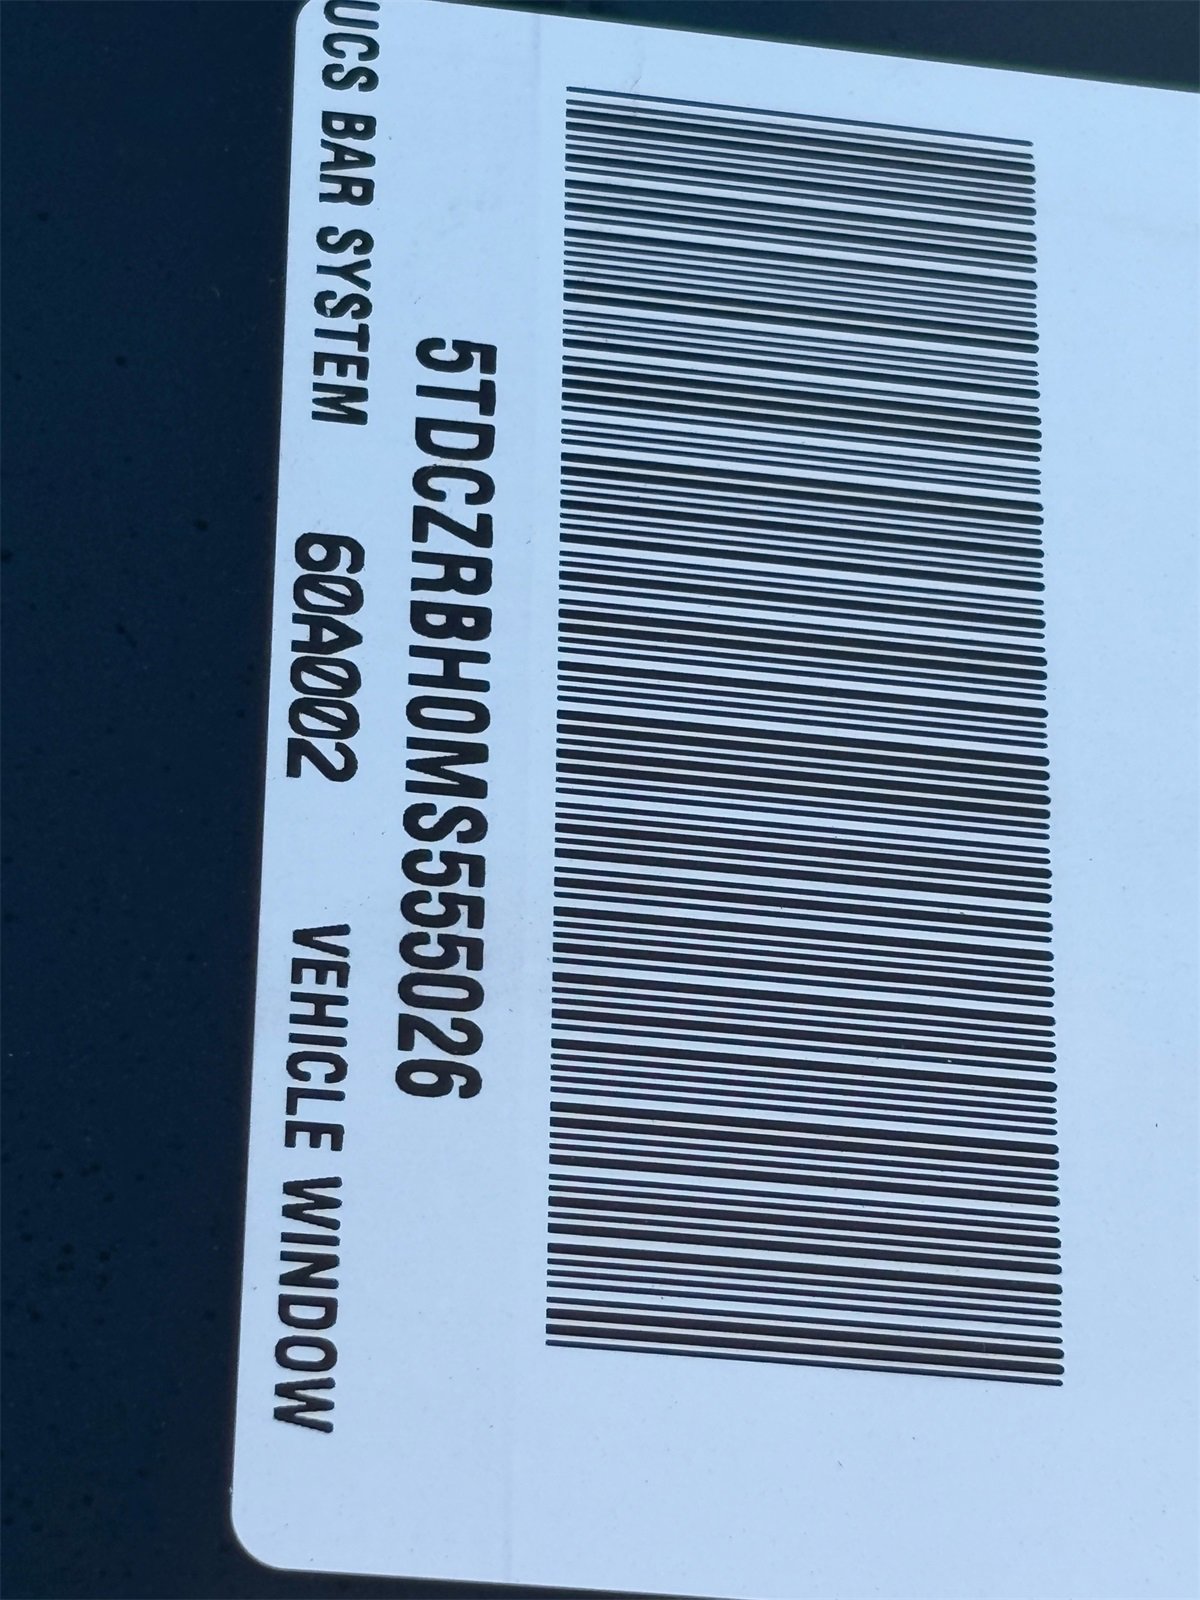 5TDCZRBH0MS555026
UCS BAR SYSTEM 60A002 VEHICLE WINDOW